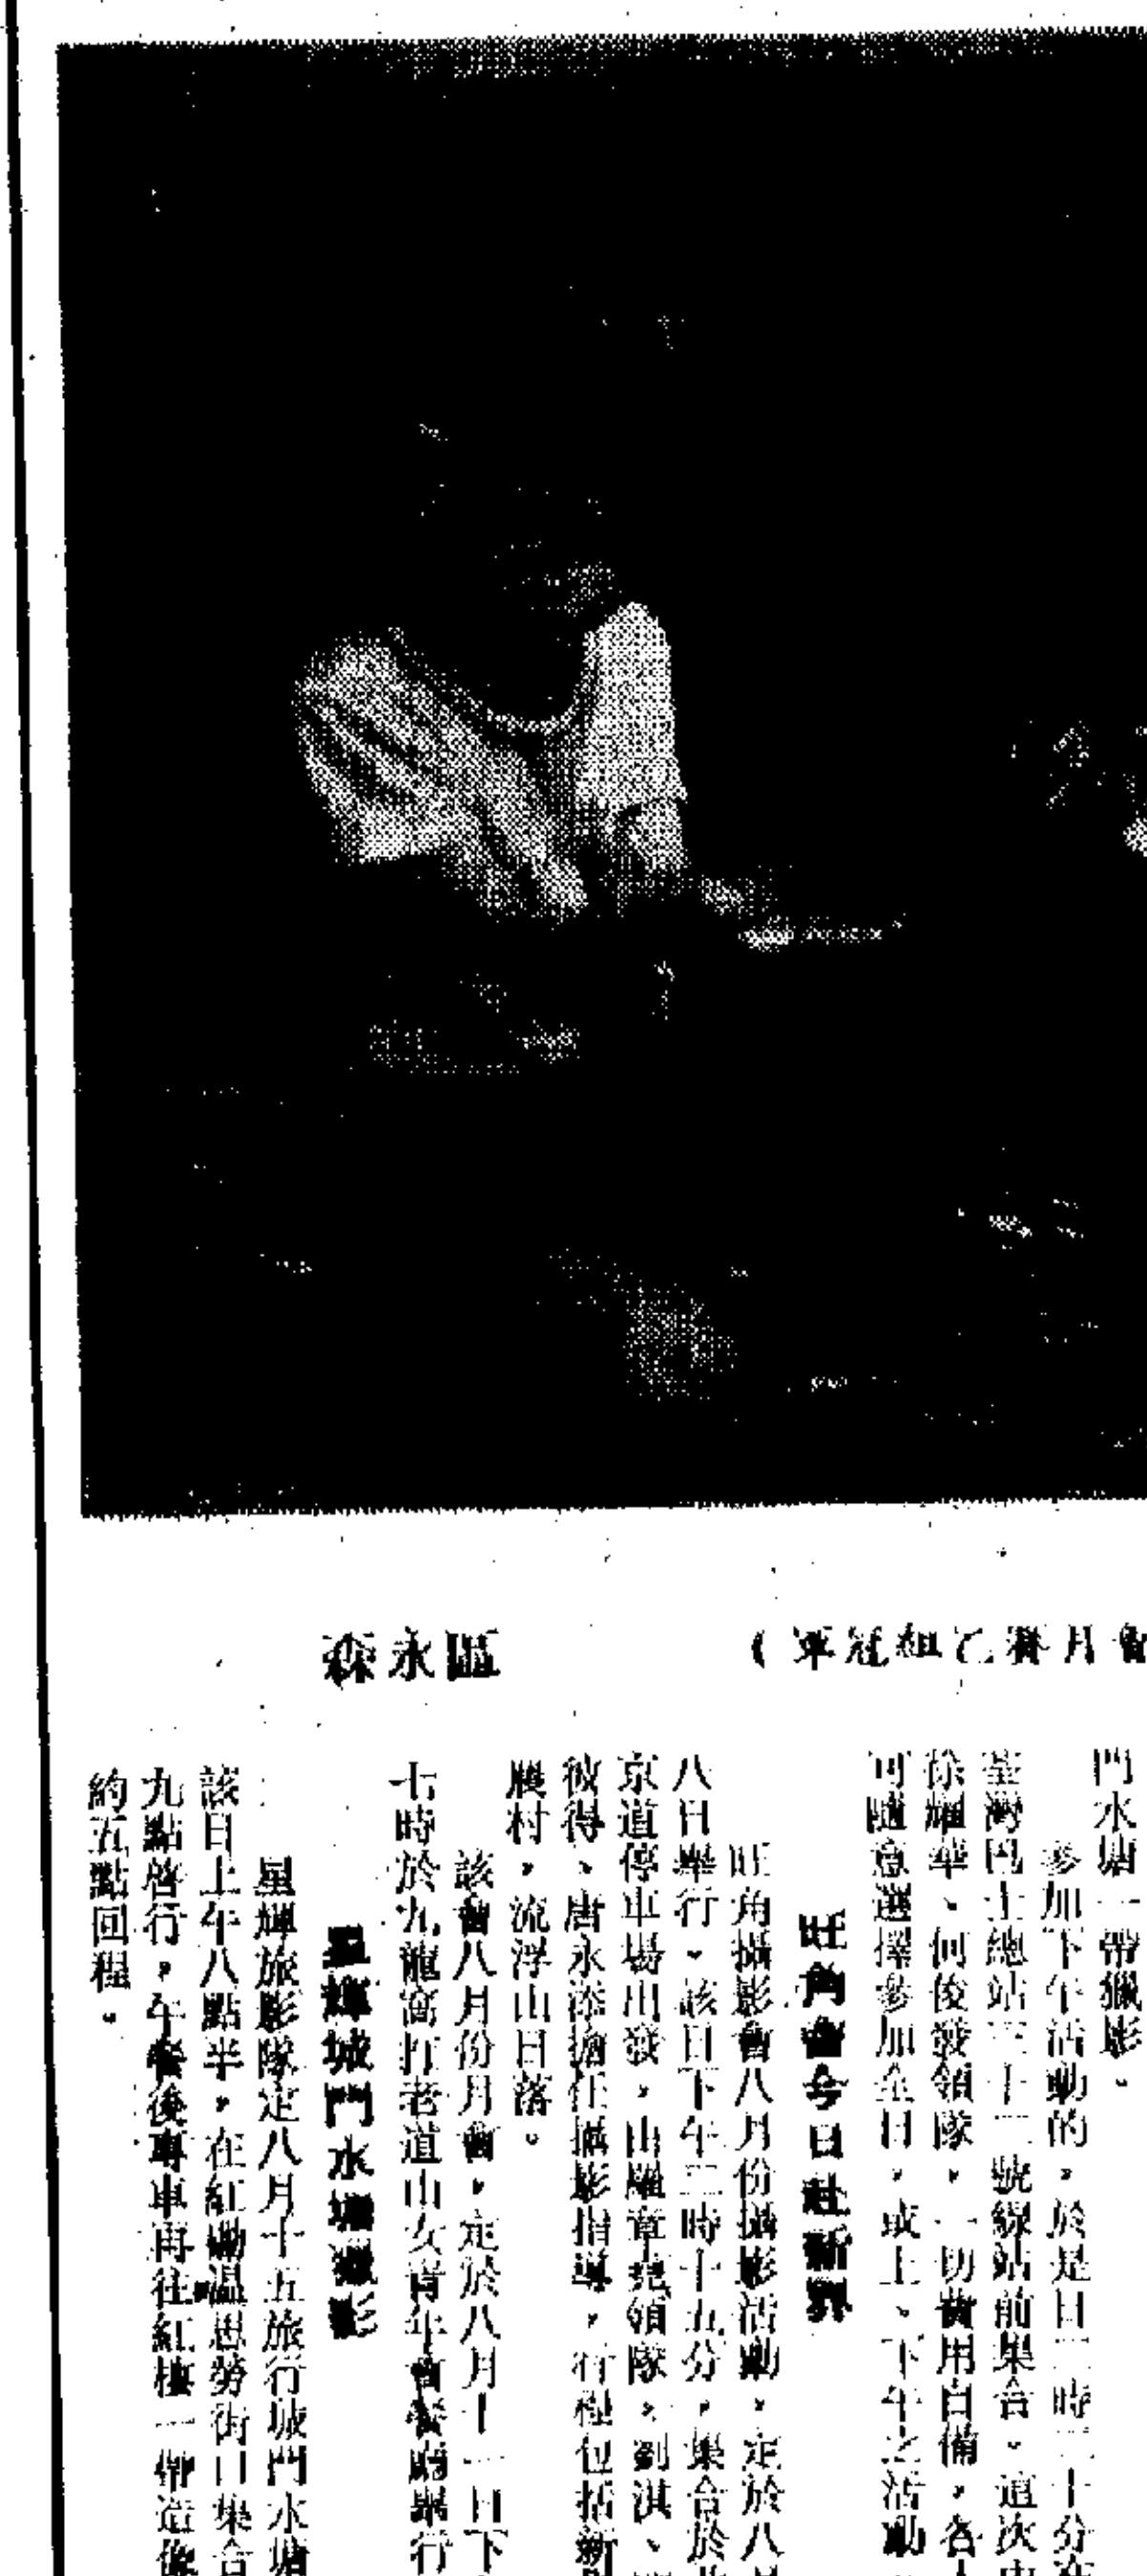 會月賽乙組冠軍（
區永森
門水塘一帶獵影。
參加下午活動的，於是日二時三十分在
荃灣巴士總站三十二號線站前集合。這次由
徐耀華、何俊發領隊，一切費用自備，各人
可隨意選擇參加全日，或上、下午之活動。
旺角會今日赴新界
旺角攝影會八月份攝影活動，定於八月
八日舉行。該日下午二時十五分，集合於
京道停車場出發，由羅章堯領隊。劉淇、
彼得、唐永添擔任攝影指導，行程包括新
農村，流浮山日落。
該會八月份月會，定於八月十一日下
七時於九龍窩打老道山女青年會餐廳舉行
星輝城門水塘獵影
星輝旅影隊定八月十五旅行城門水塘
該日上午八點半，在紅磡溫思勞街口集合
九點啓行，午餐後專車再往紅樓一帶造像
約五點回程。